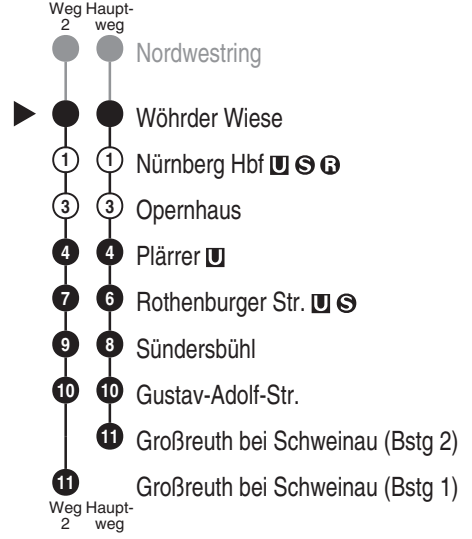 Weg Haupt-
2 weg
Nordwestring
Wöhrder Wiese
1 1 Nürnberg Hbf U S R
3 3 Opernhaus
4 4 Plärrer U
7 6 Rothenburger Str. U S
9 8 Sündersbühl
10 10 Gustav-Adolf-Str.
11 Großreuth bei Schweinau (Bstg 2)
11 Großreuth bei Schweinau (Bstg 1)
Weg Haupt-
2 weg